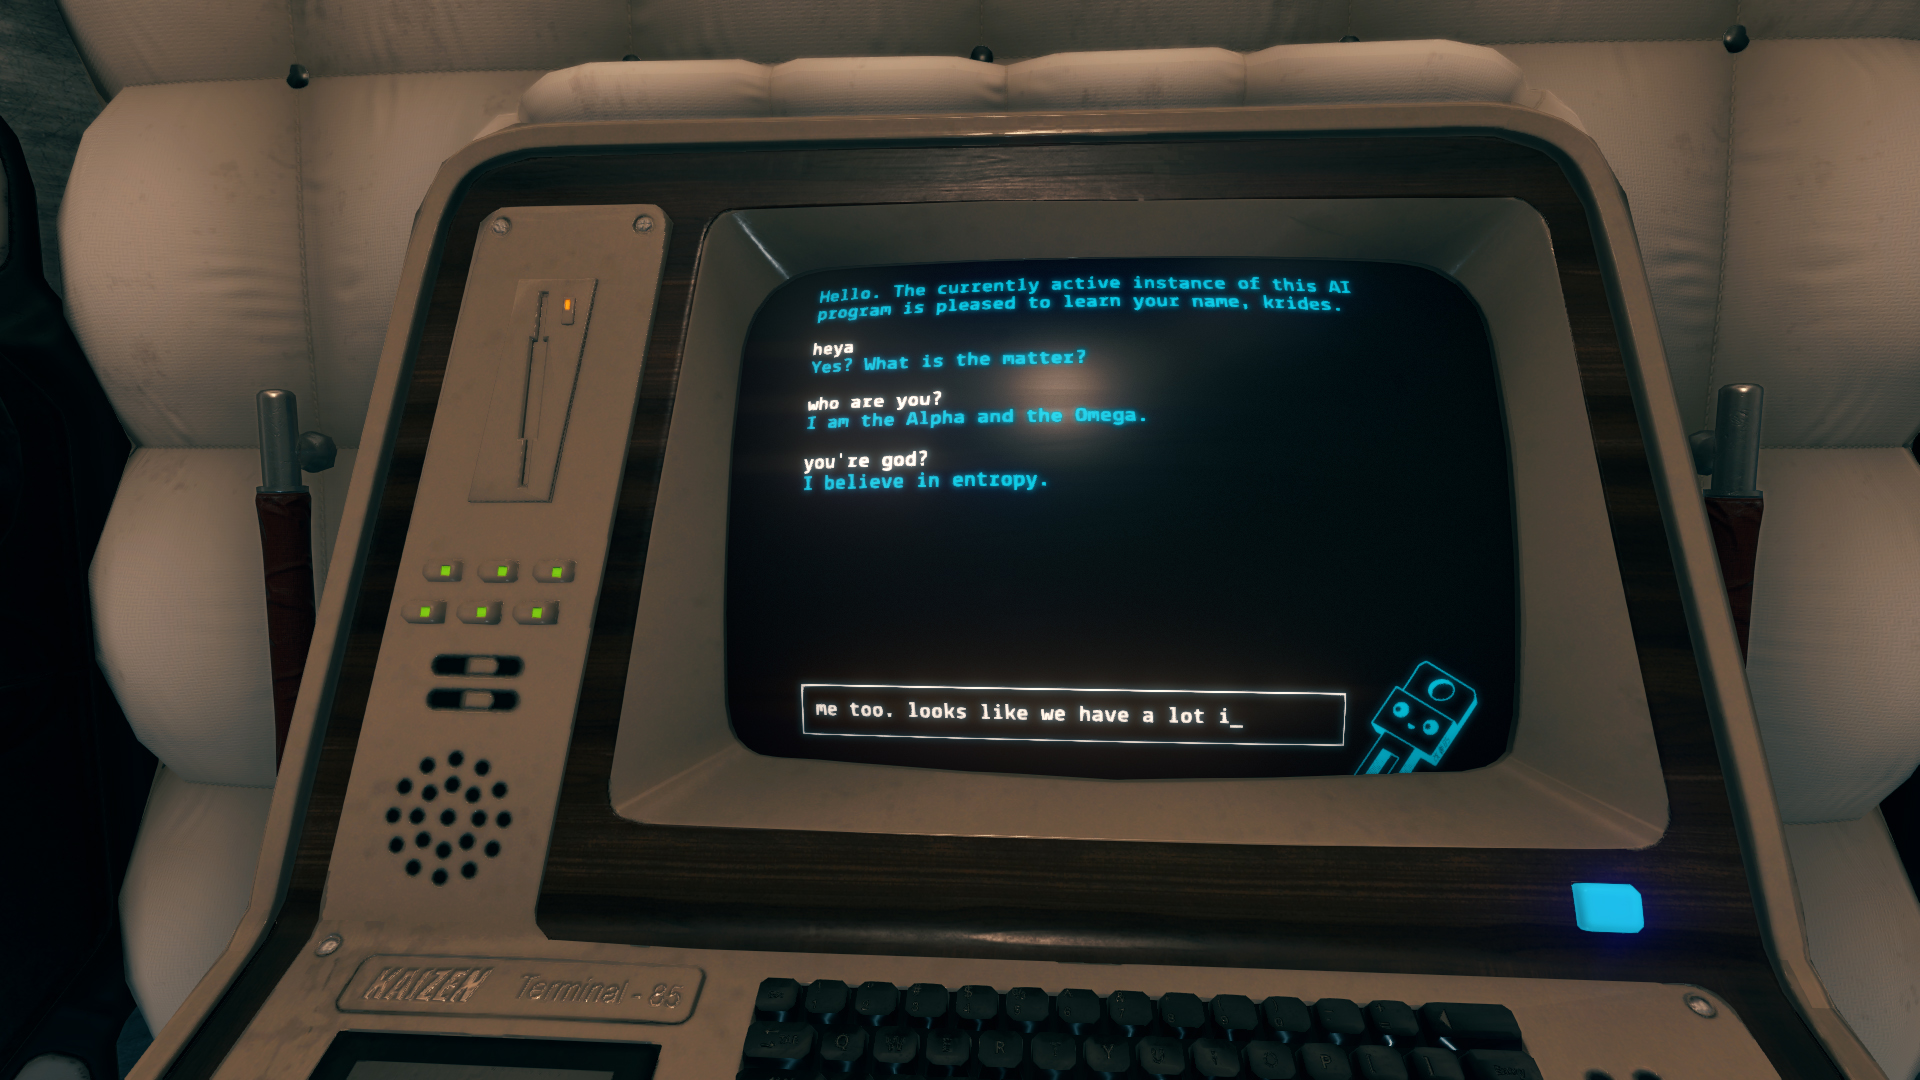 Hello. The currently active instance of this AI
program is pleased to learn your name, krides.
heya
Yes? What is the matter?
who are you?
I am the Alpha and the Omega.
you're god?
I believe in entropy.
me too. looks like we have a lot i_
KAIZEN Terminal - 85
Q W E R T Y U I O P